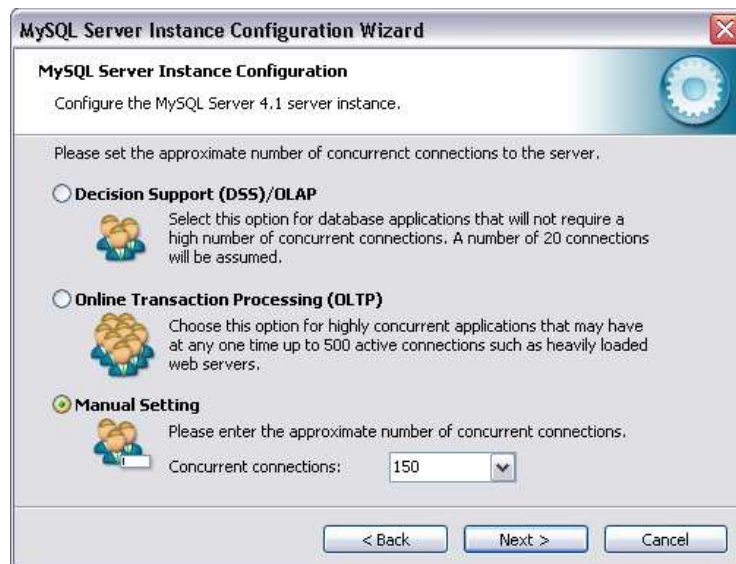 MySQL Server Instance Configuration Wizard
MySQL Server Instance Configuration
Configure the MySQL Server 4.1 server instance.
Please set the approximate number of concurrenct connections to the server.
Decision Support (DSS)/OLAP
Select this option for database applications that will not require a
high number of concurrent connections. A number of 20 connections
will be assumed.
Online Transaction Processing (OLTP)
Choose this option for highly concurrent applications that may have
at any one time up to 500 active connections such as heavily loaded
web servers.
Manual Setting
Please enter the approximate number of concurrent connections.
Concurrent connections: 150
< Back Next > Cancel